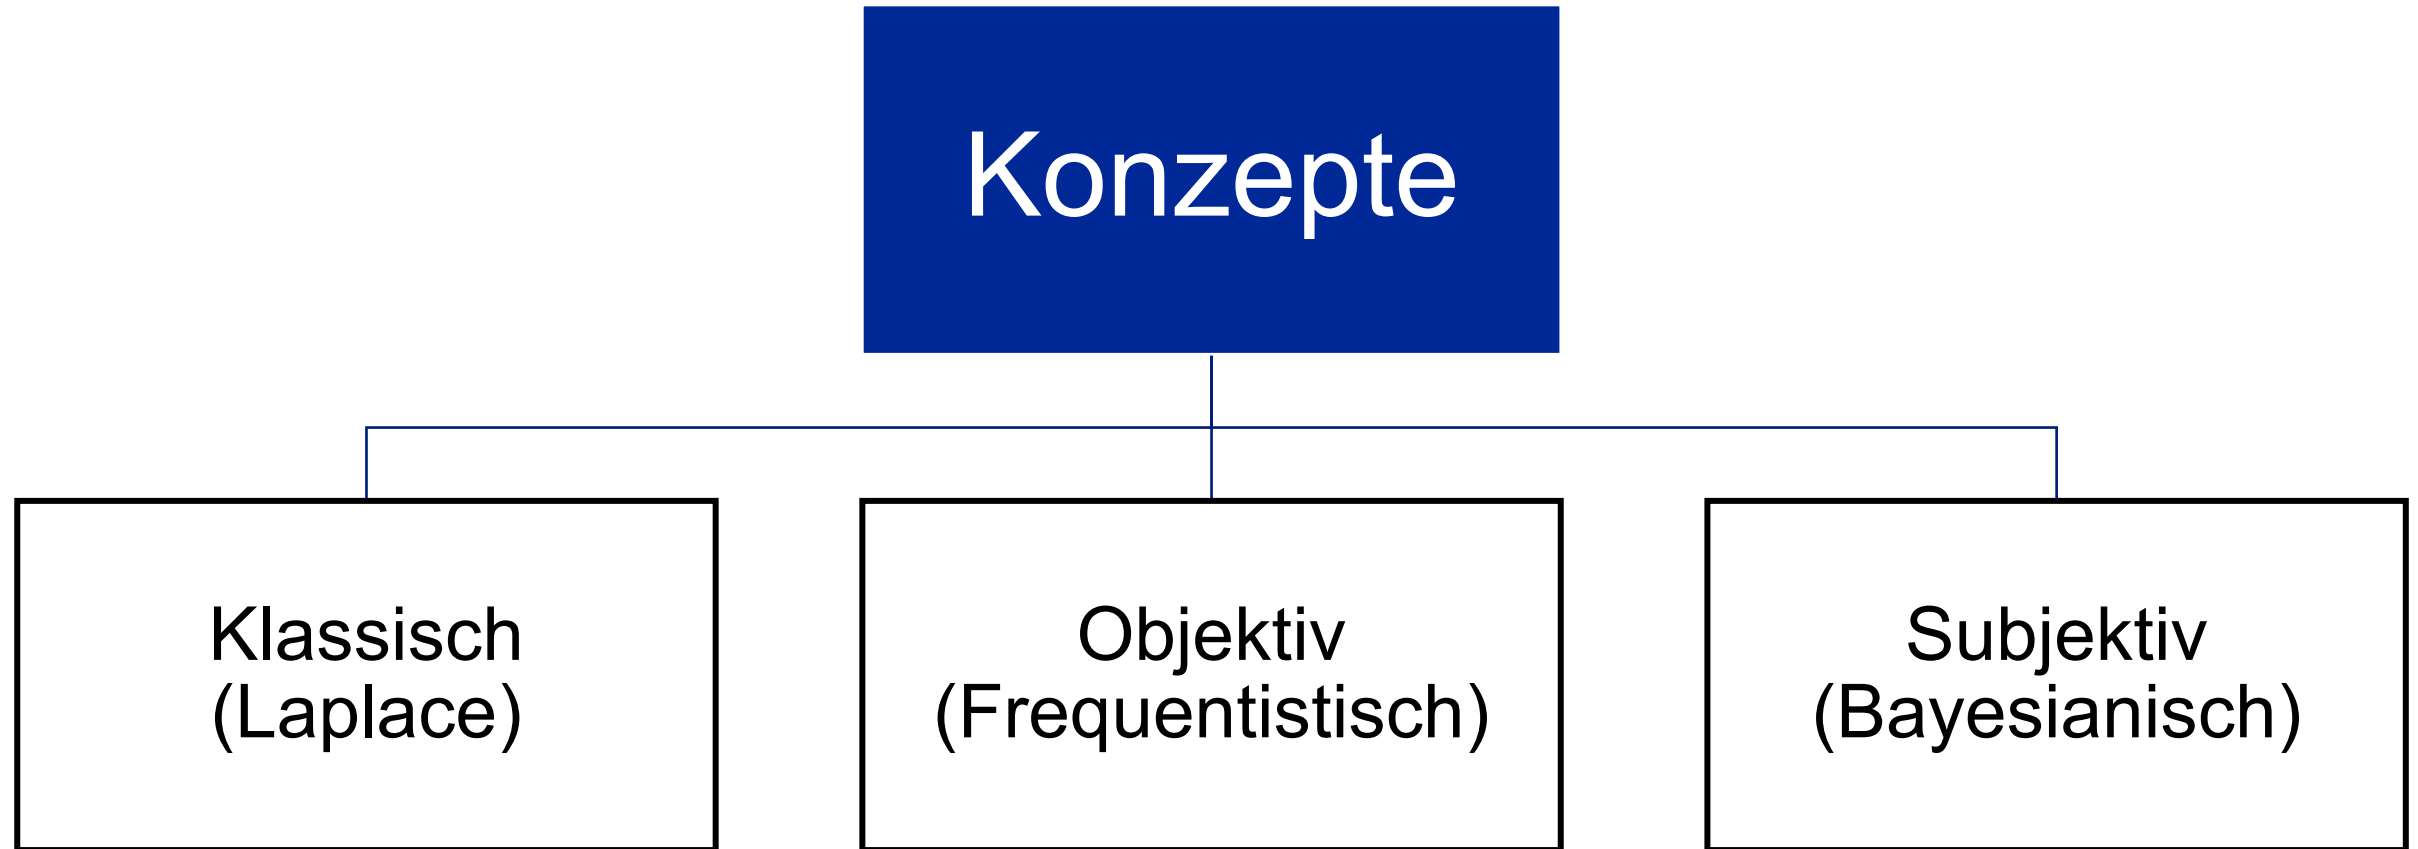 Konzepte
Klassisch
(Laplace)
Objektiv
(Frequentistisch)
Subjektiv
(Bayesianisch)